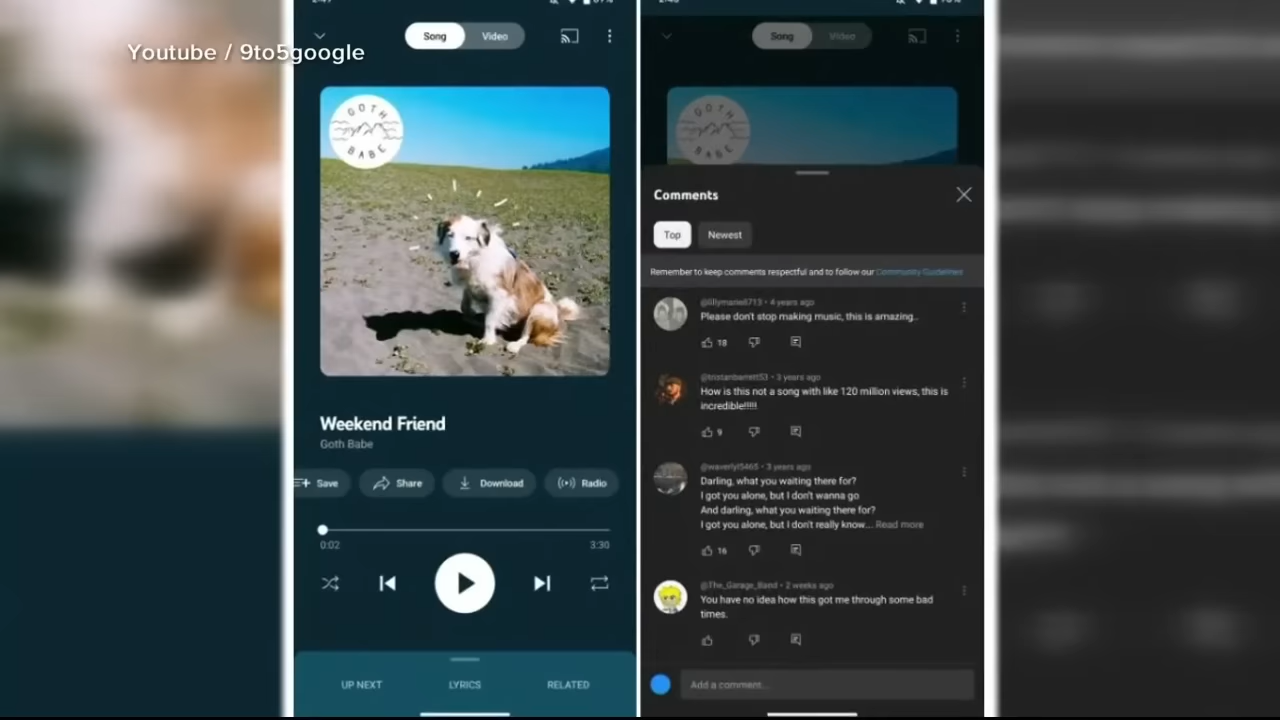 Youtube / 9to5google
Song
Video
GOTH
BABE
Weekend Friend
Goth Babe
Save
Share
Download
Radio
0:02
3:30
UP NEXT
LYRICS
RELATED
Song
Video
GOTH
BABE
Comments
Top
Newest
Remember to keep comments respectful and to follow our Community Guidelines
4 years ago
Please don't stop making music, this is amazing..
18
3 years ago
How is this not a song with like 120 million views, this is
incredible!!!!!
9
3 years ago
Darling, what you waiting there for?
I got you alone, but I don't wanna go
And darling, what you waiting there for?
I got you alone, but I don't really know... Read more
16
@The_Garage_Band • 2 weeks ago
You have no idea how this got me through some bad
times.
Add a comment...